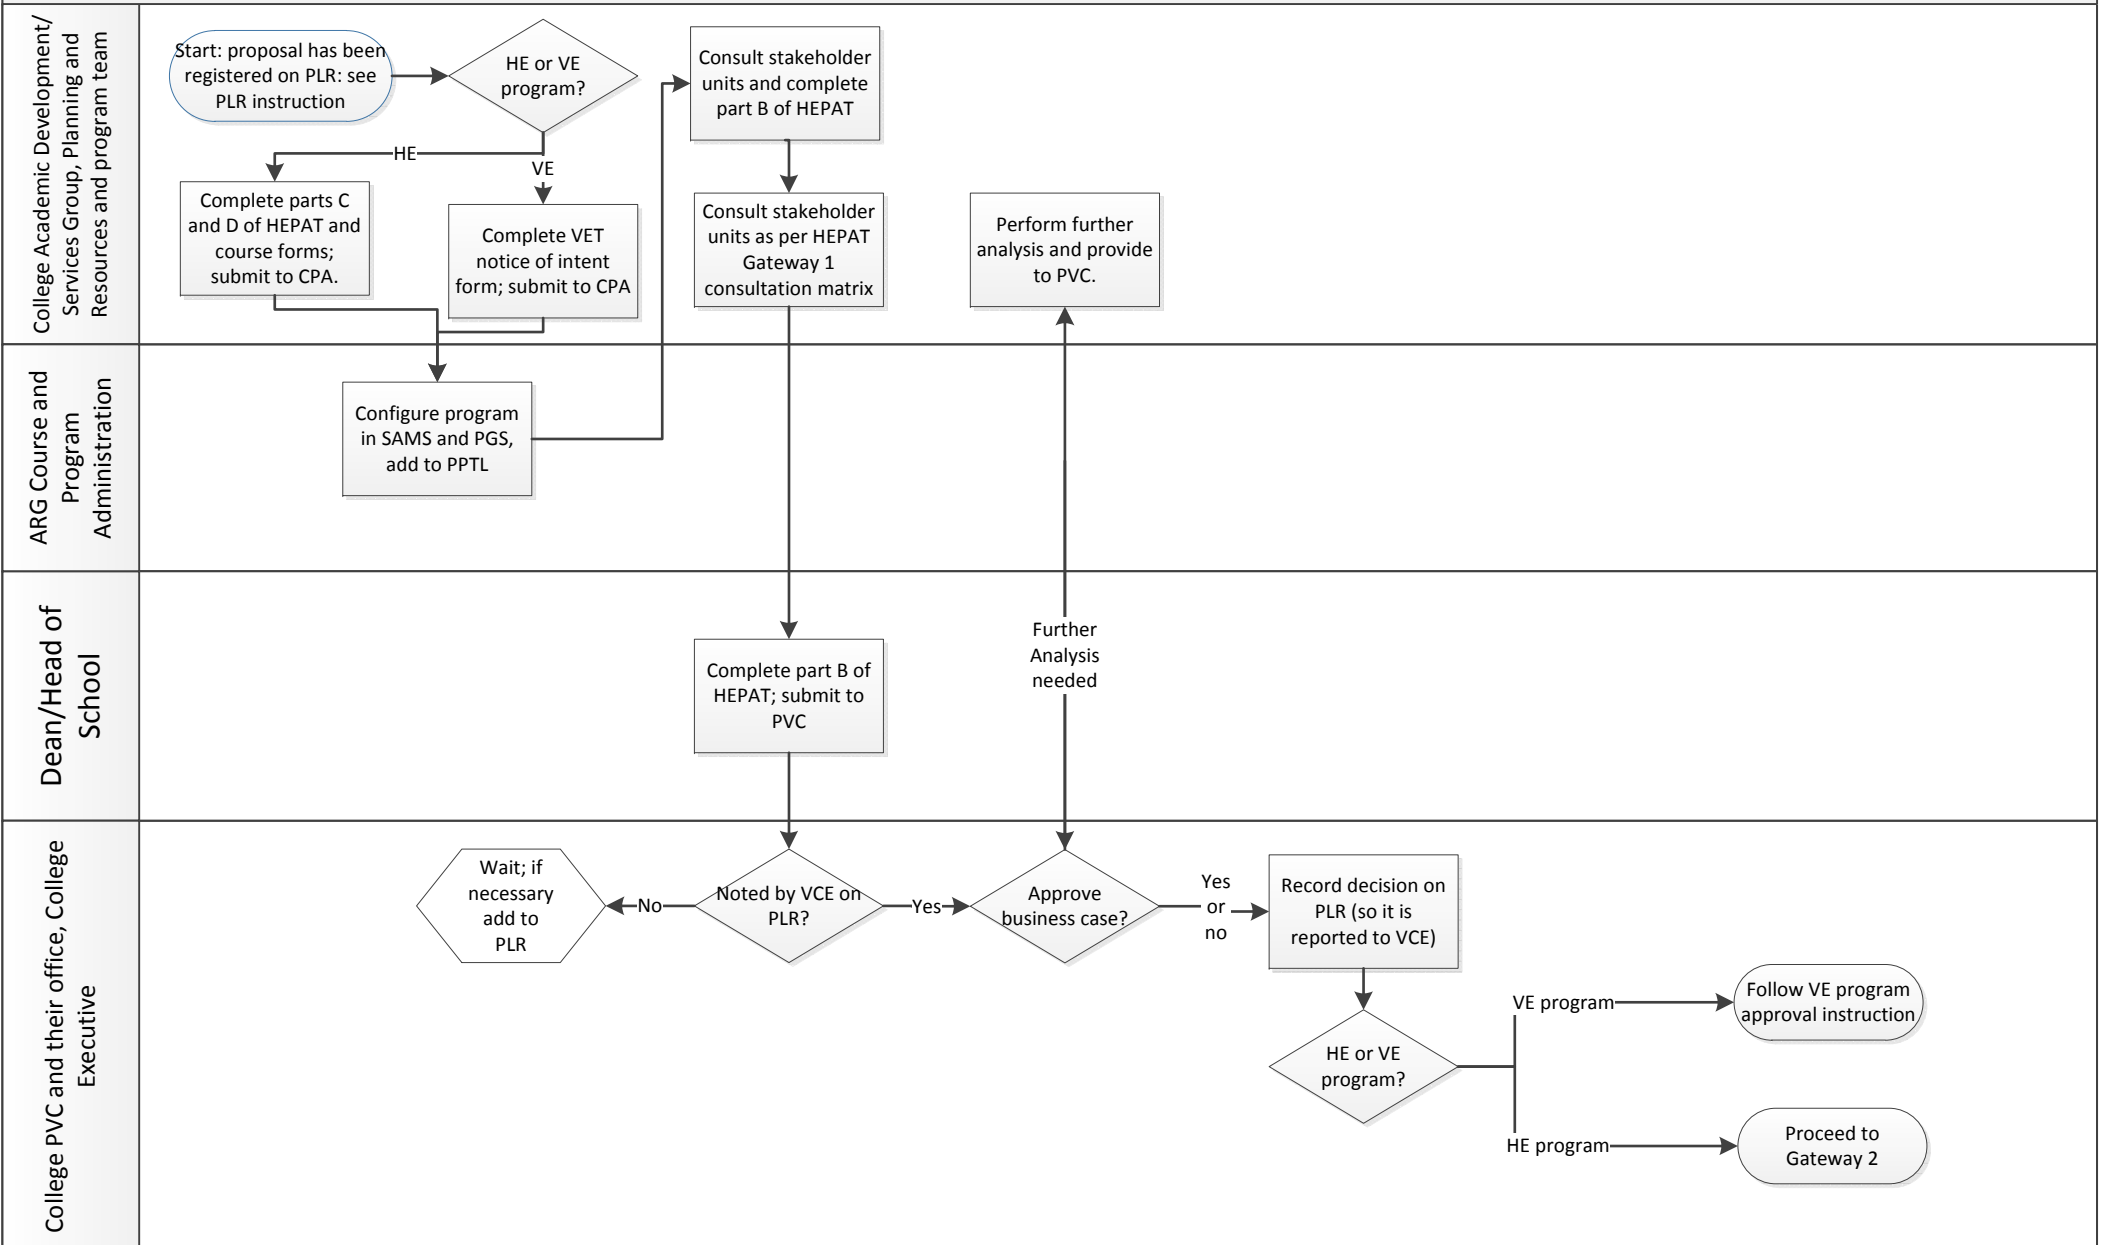 College Academic Development/
Services Group, Planning and
Resources and program team
Start: proposal has been
registered on PLR: see
PLR instruction
HE or VE
program?
HE
VE
Complete parts C
and D of HEPAT and
course forms;
submit to CPA.
Complete VET
notice of intent
form; submit to CPA
Consult stakeholder
units and complete
part B of HEPAT
Consult stakeholder
units as per HEPAT
Gateway 1
consultation matrix
Perform further
analysis and provide
to PVC.
ARG Course and
Program
Administration
Configure program
in SAMS and PGS,
add to PPTL
Dean/Head of
School
Complete part B of
HEPAT; submit to
PVC
Further
Analysis
needed
College PVC and their office, College
Executive
Wait; if
necessary
add to
PLR
No
Noted by VCE on
PLR?
Yes
Approve
business case?
Yes
or
no
Record decision on
PLR (so it is
reported to VCE)
HE or VE
program?
VE program
Follow VE program
approval instruction
HE program
Proceed to
Gateway 2